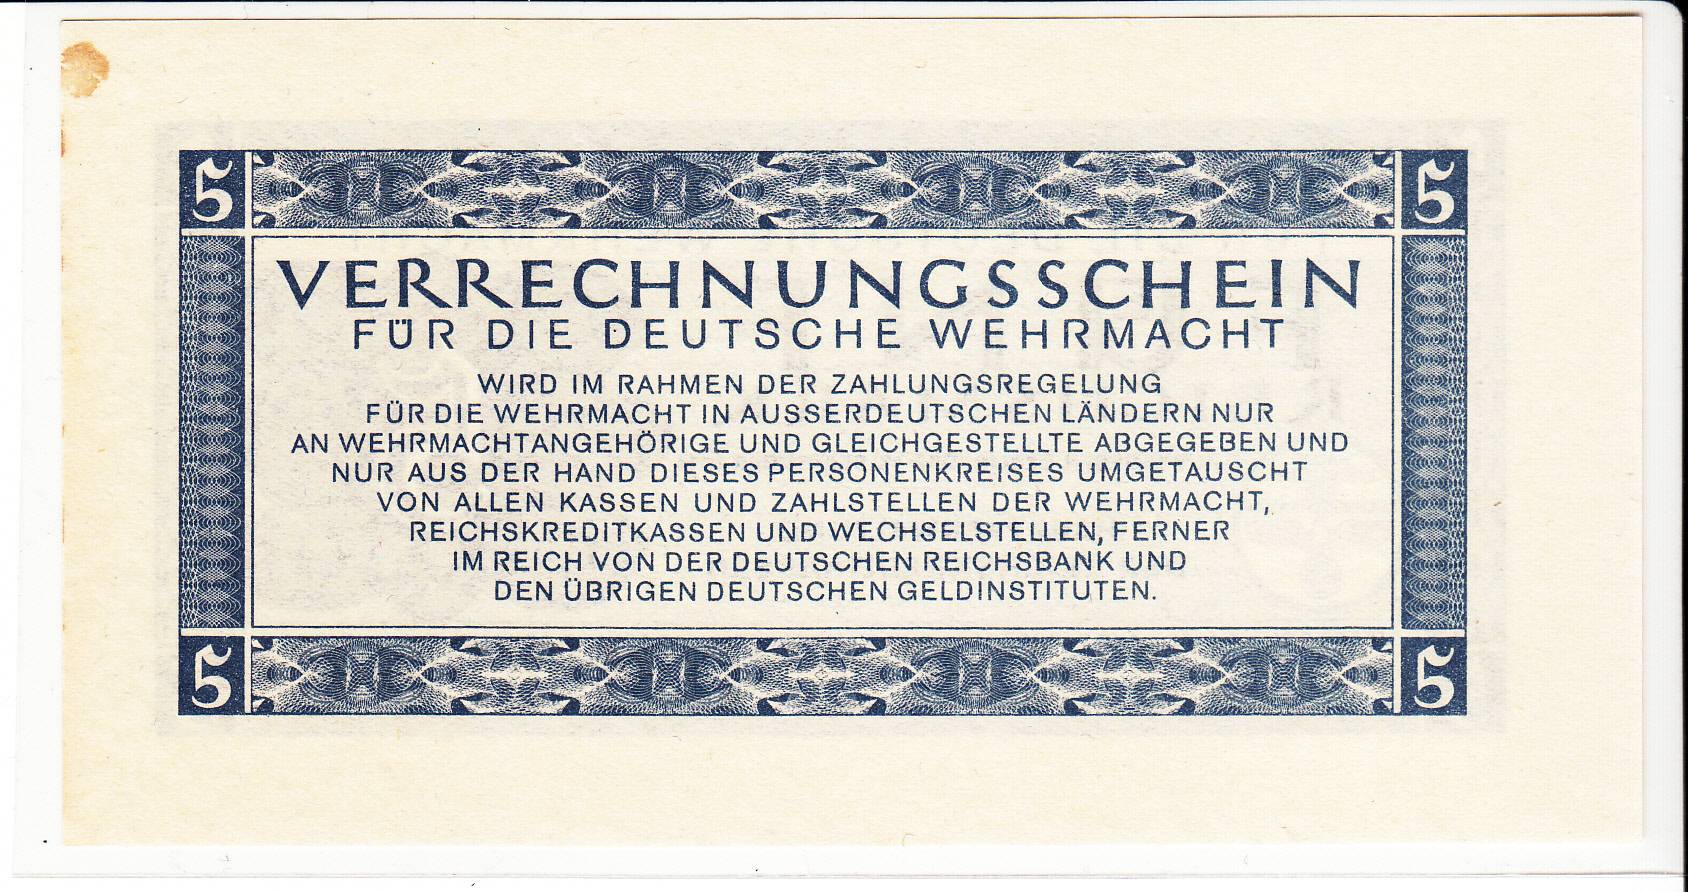 5 5
VERRECHNUNGSSCHEIN
FÜR DIE DEUTSCHE WEHRMACHT
WIRD IM RAHMEN DER ZAHLUNGSREGELUNG
FÜR DIE WEHRMACHT IN AUSSERDEUTSCHEN LÄNDERN NUR
AN WEHRMACHTANGEHÖRIGE UND GLEICHGESTELLTE ABGEGEBEN UND
NUR AUS DER HAND DIESES PERSONENKREISES UMGETAUSCHT
VON ALLEN KASSEN UND ZAHLSTELLEN DER WEHRMACHT,
REICHSKREDITKASSEN UND WECHSELSTELLEN, FERNER
IM REICH VON DER DEUTSCHEN REICHSBANK UND
DEN ÜBRIGEN DEUTSCHEN GELDINSTITUTEN.
5 5